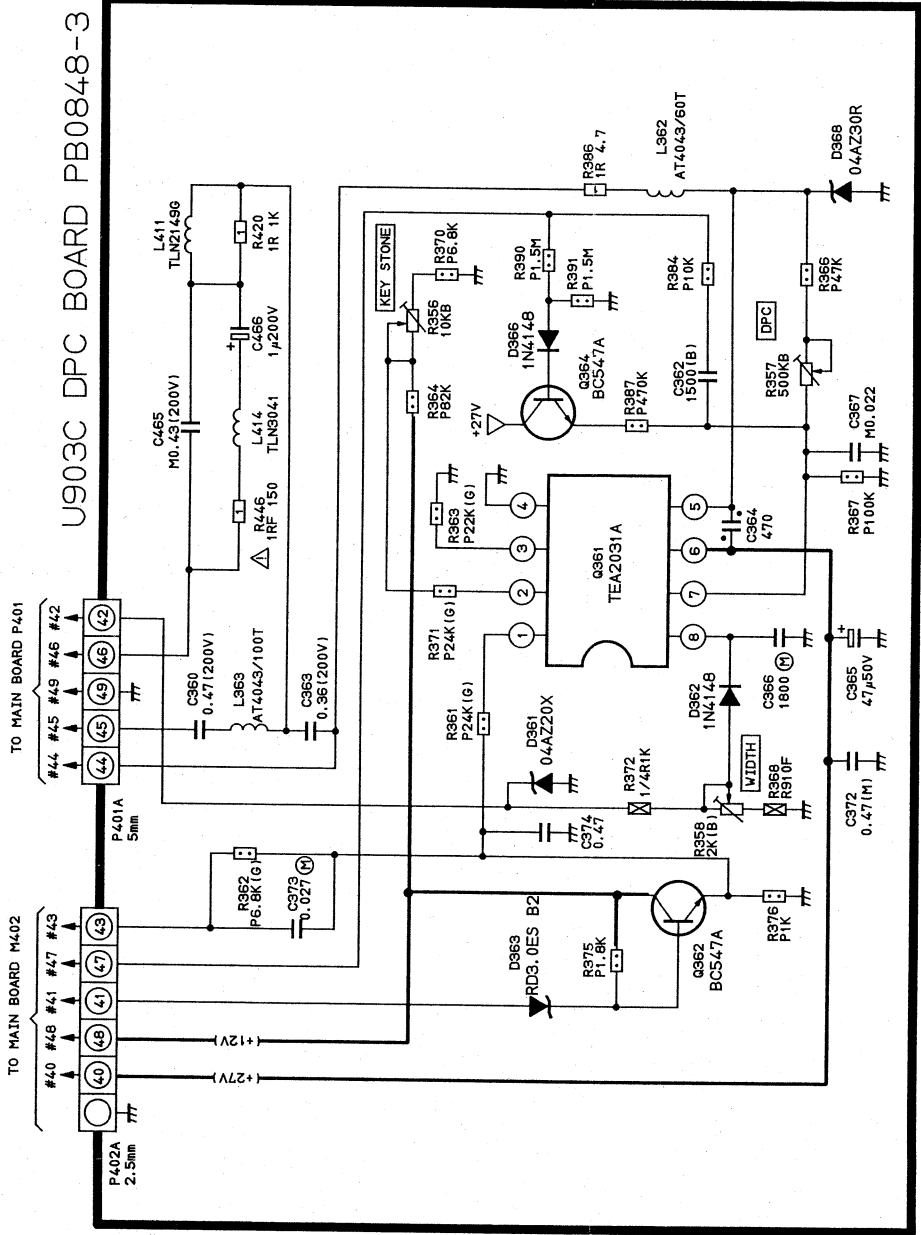 U903C DPC BOARD PB0848-3
TO MAIN BOARD M402
#40 #48 #41 #47 #43
40 48 41 47 43
P402A
2.5mm
TO MAIN BOARD P401
#44 #45 #49 #46 #42
44 45 49 46 42
P401A
5mm
(+27V)
(+12V)
R362
P6.8K(G)
C373
0.027 M
C360
0.47(200V)
L363
AT4043/100T
C363
0.36(200V)
C465
M0.43(200V)
R446
1RF 150
L414
TLN3041
C466
+
1μ200V
L411
TLN2149G
1
R420
1R 1K
1
D363
RD3.0ES B2
R375
P1.8K
Q362
BC547A
R376
P1K
C374
0.47
D361
04AZ20X
R372
1/4R1K
R358
2K(B)
WIDTH
R368
R910F
R361
P24K(G)
R371
P24K(G)
R363
P22K(G)
R364
P82K
KEY STONE
R356
10KB
R370
P6.8K
1 2 3 4
Q361
TEA2031A
8 7 6 5
D362
1N4148
C366
1800 M
C372
0.47(M)
C365
47μ50V
+
C364
470
+27V
Q364
BC547A
D366
1N4148
R390
P1.5M
R391
P1.5M
R387
P470K
C362
1500(B)
R384
P10K
R386
1R 4.7
L362
AT4043/60T
R367
P100K
C367
M0.022
R357
500KB
DPC
R366
P47K
D368
04AZ30R